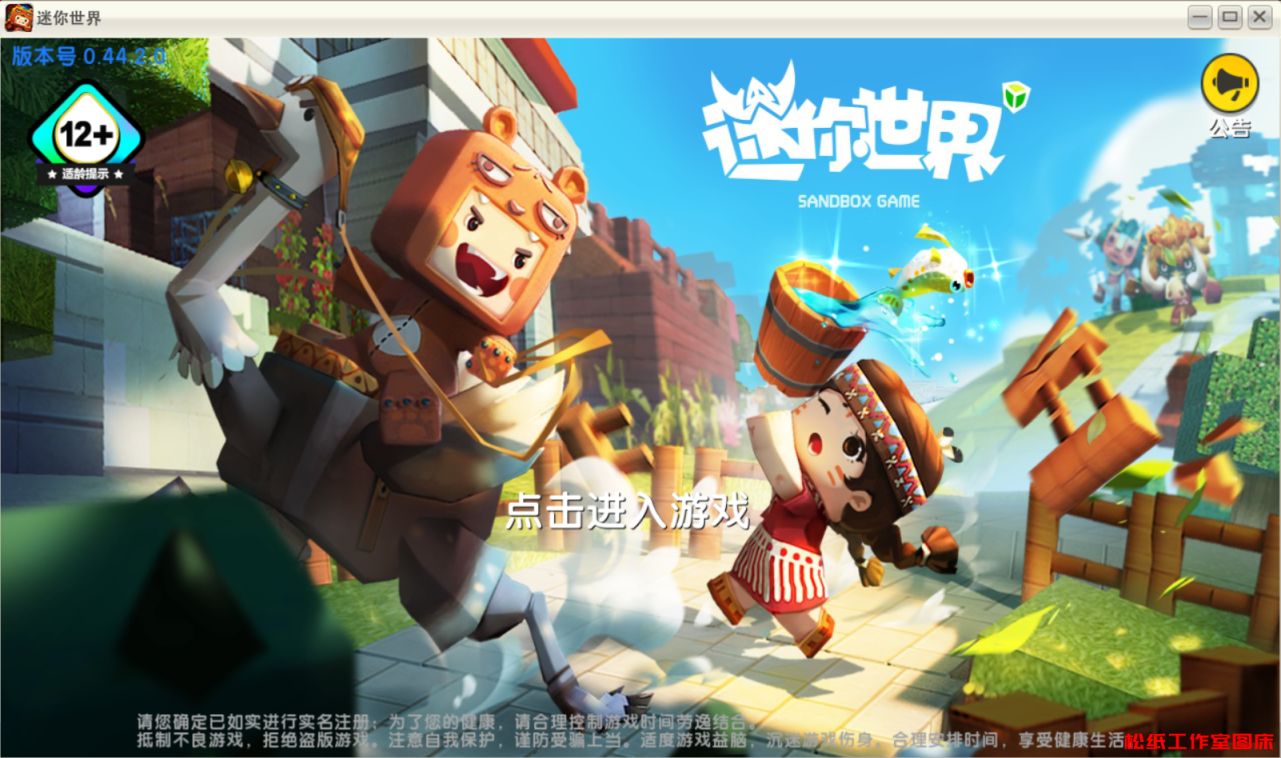 迷你世界
版本号 0.44.2.0
12+
适龄提示
迷你世界
SANDBOX GAME
公告
点击进入游戏
请您确定已如实进行实名注册；为了您的健康，请合理控制游戏时间劳逸结合。
抵制不良游戏，拒绝盗版游戏。注意自我保护，谨防受骗上当。适度游戏益脑，沉迷游戏伤身。合理安排时间，享受健康生活
松纸工作室图床